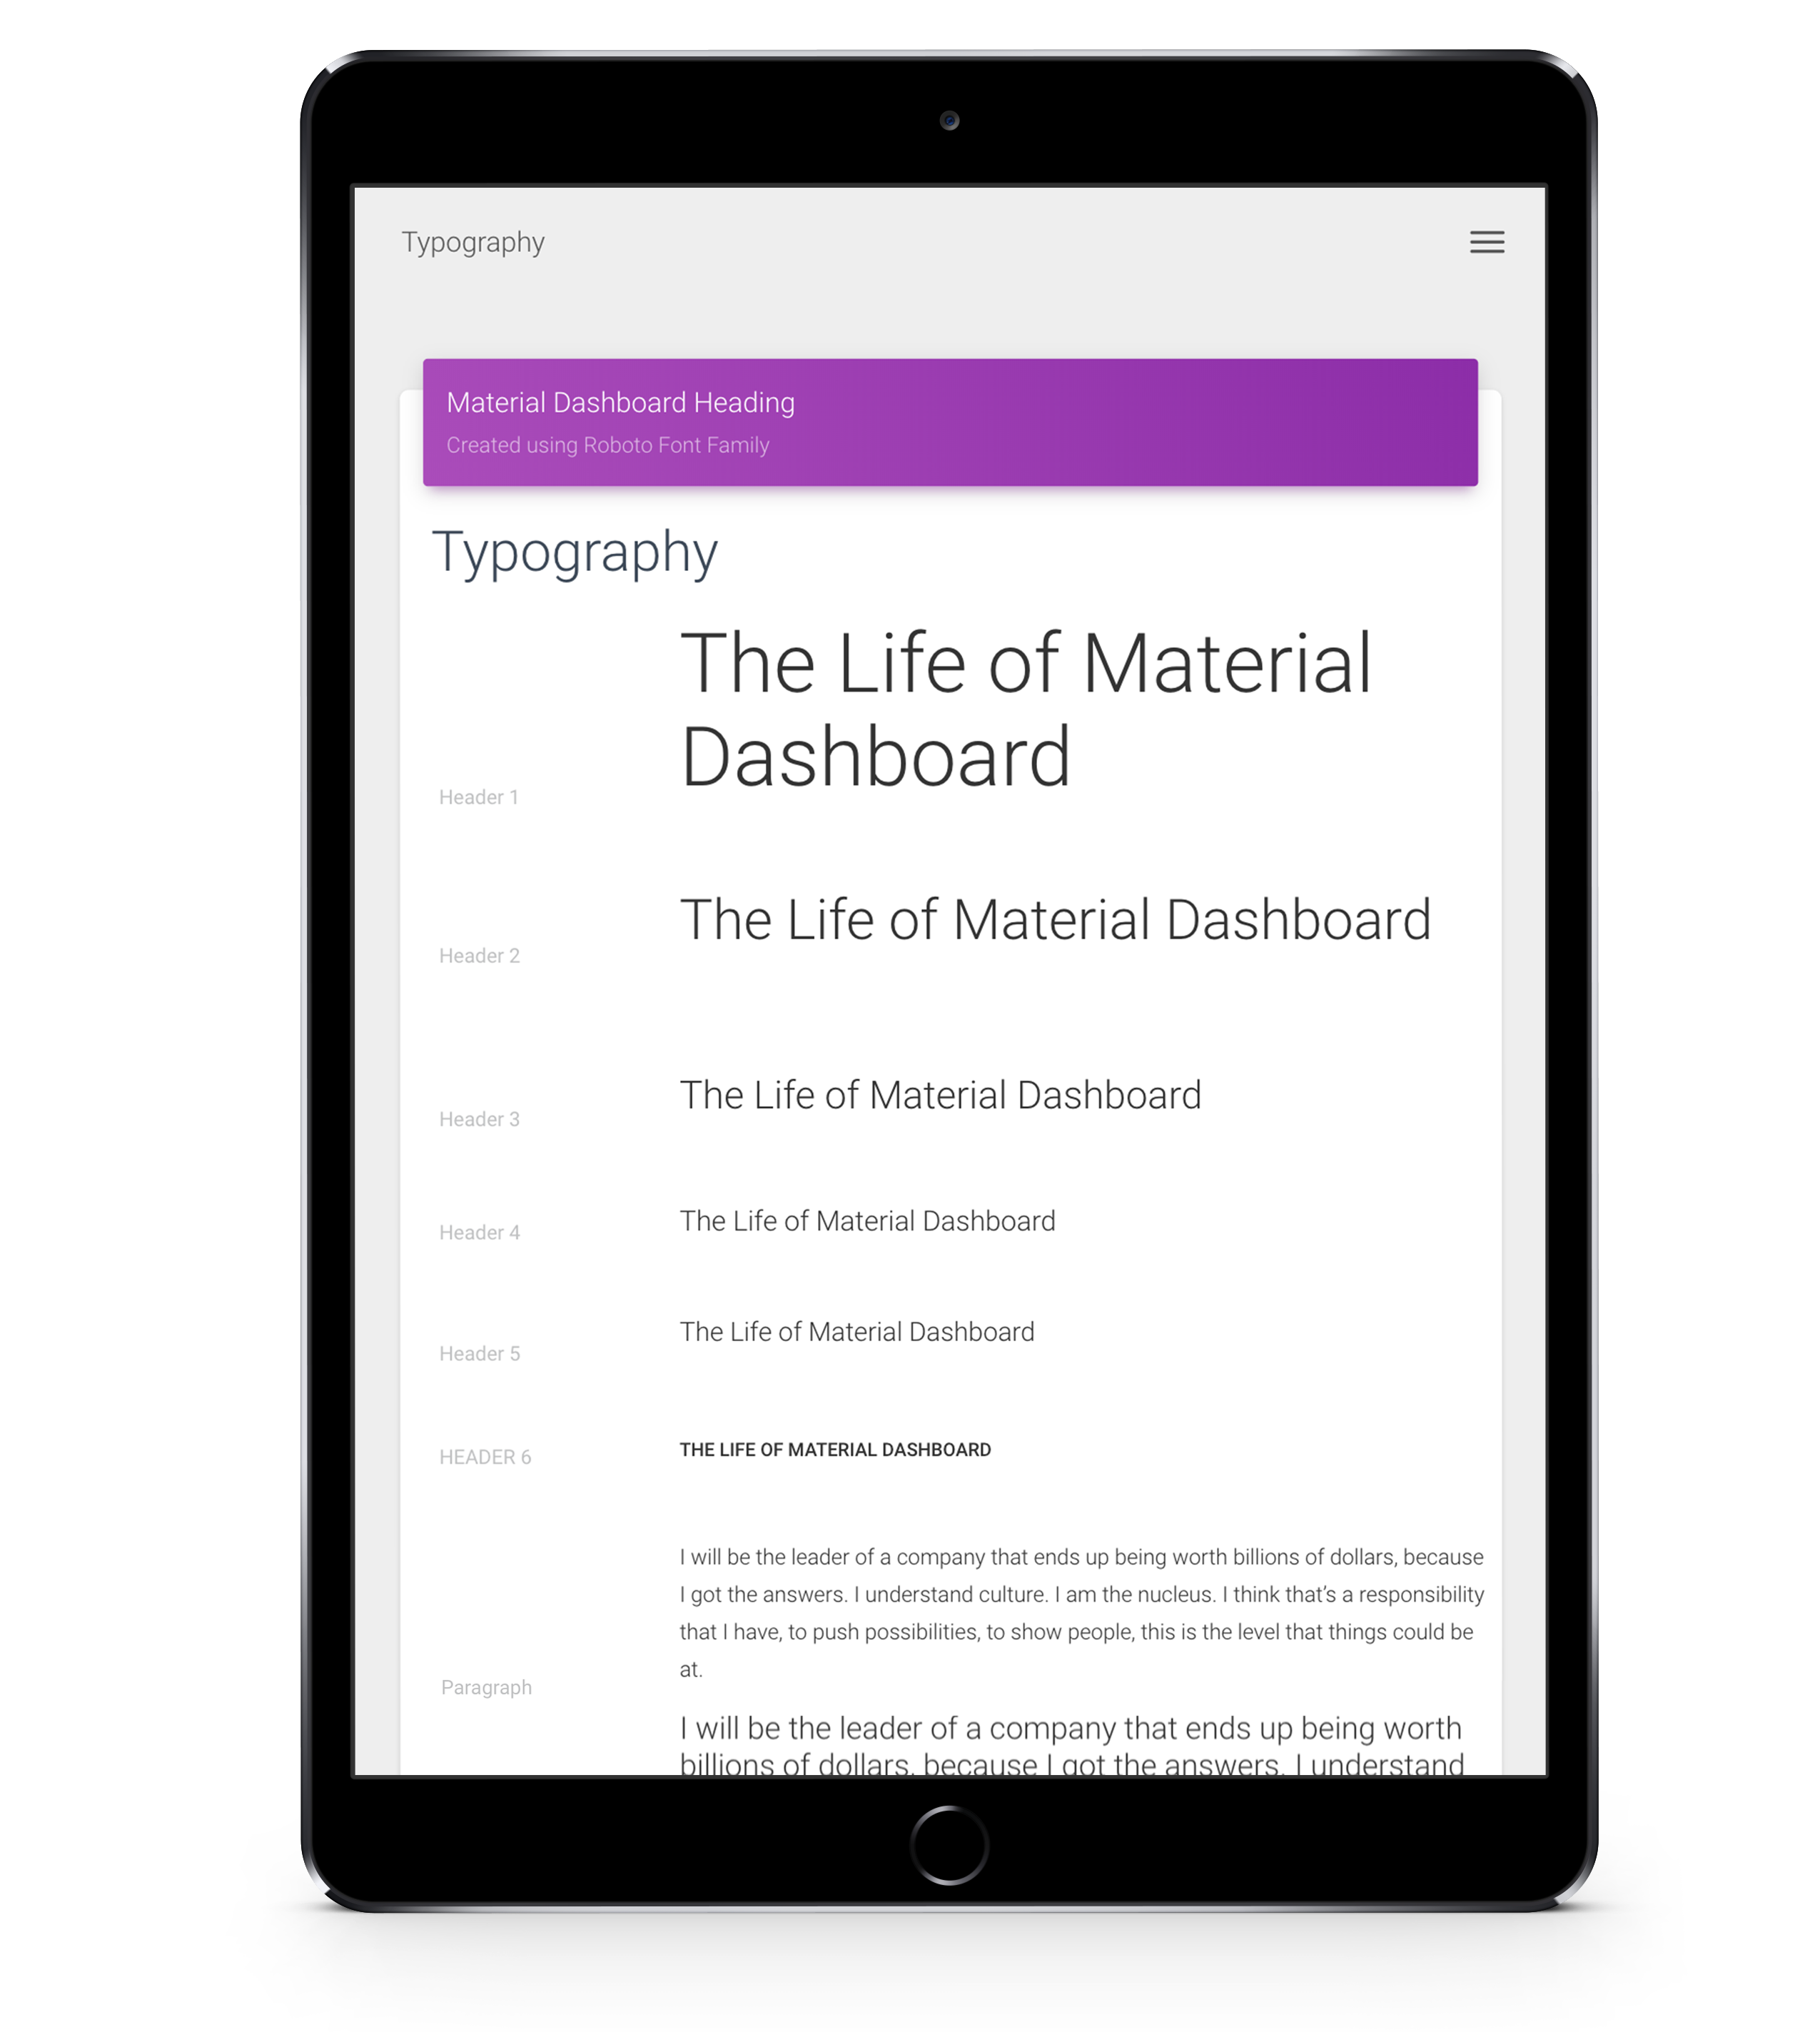 Typography
Material Dashboard Heading
Created using Roboto Font Family
Typography
The Life of Material
Dashboard
Header 1
The Life of Material Dashboard
Header 2
The Life of Material Dashboard
Header 3
The Life of Material Dashboard
Header 4
The Life of Material Dashboard
Header 5
THE LIFE OF MATERIAL DASHBOARD
HEADER 6
I will be the leader of a company that ends up being worth billions of dollars, because
I got the answers. I understand culture. I am the nucleus. I think that’s a responsibility
that I have, to push possibilities, to show people, this is the level that things could be
at.
Paragraph
I will be the leader of a company that ends up being worth
billions of dollars, because I got the answers. I understand